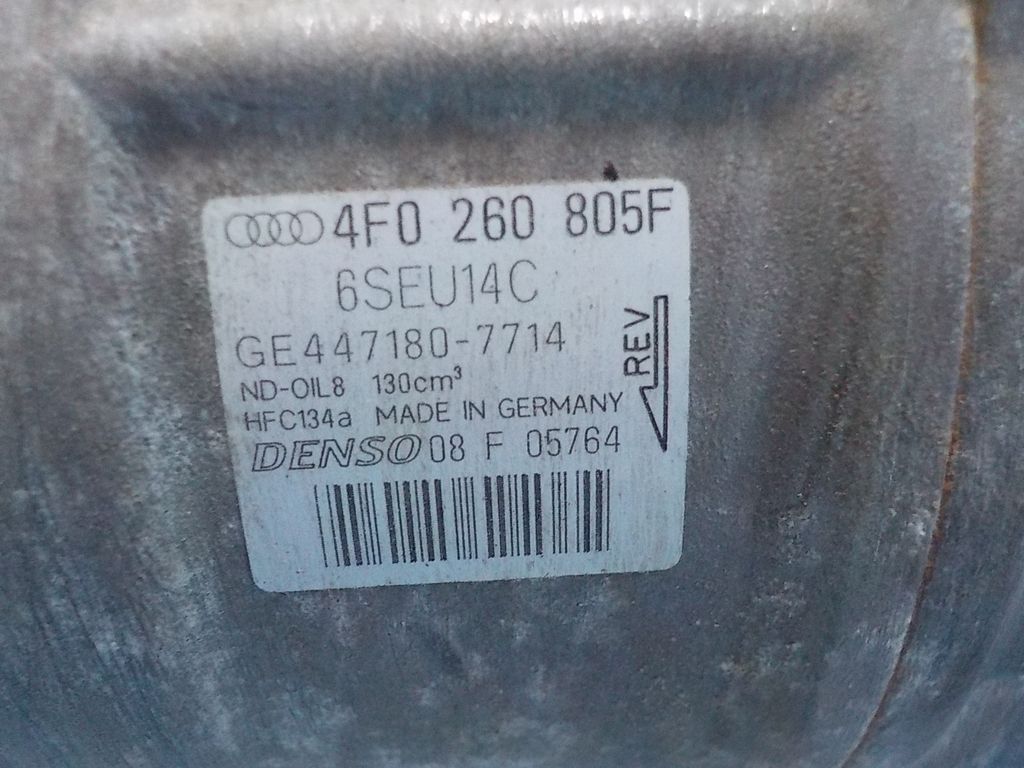 4F0 260 805F
6SEU14C
GE447180-7714
ND-OIL8 130cm³
HFC134a MADE IN GERMANY
DENSO 08 F 05764
REV